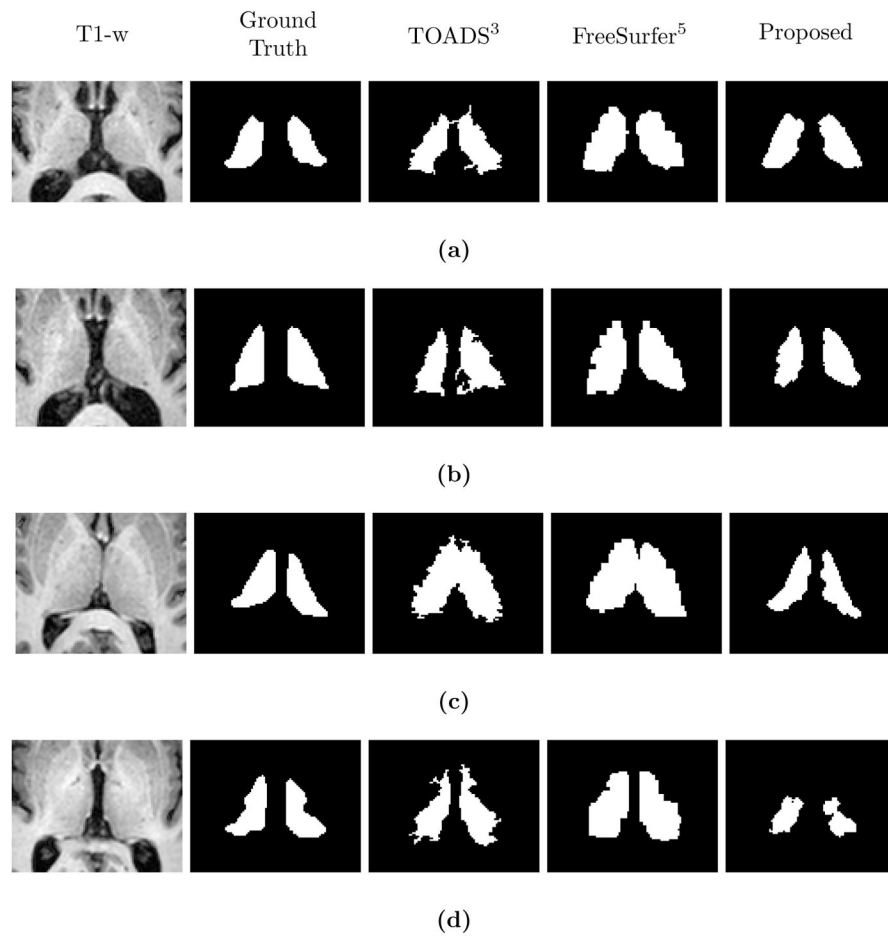 T1-w
Ground
Truth
TOADS³
FreeSurfer⁵
Proposed
(a)
(b)
(c)
(d)